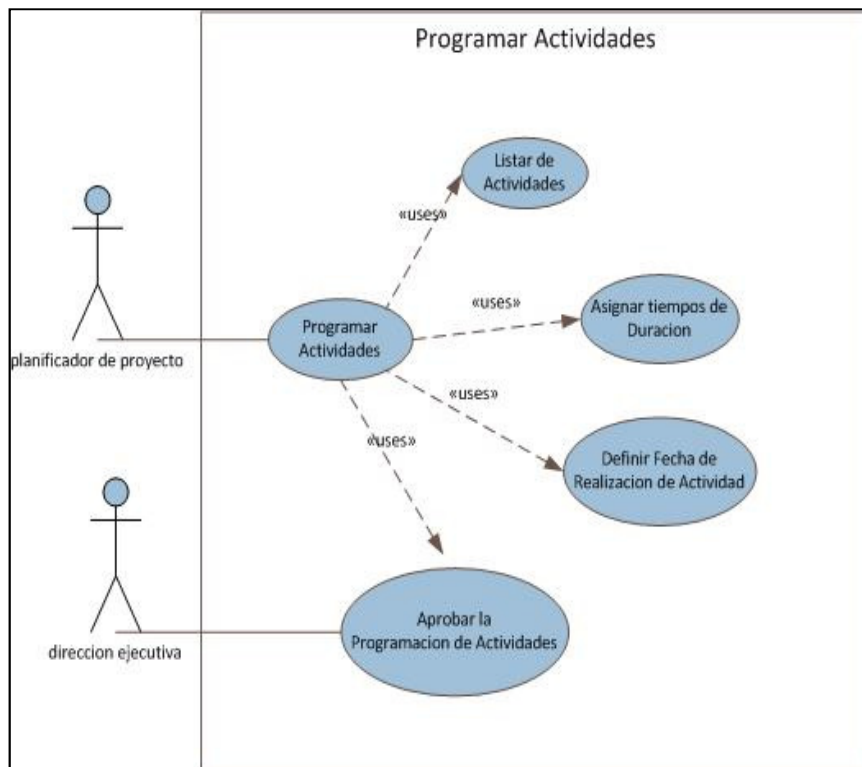 Programar Actividades
Listar de
Actividades
«uses»
«uses»
Asignar tiempos de
Duracion
Programar
Actividades
planificador de proyecto
«uses»
«uses»
Definir Fecha de
Realizacion de Actividad
Aprobar la
Programacion de Actividades
direccion ejecutiva